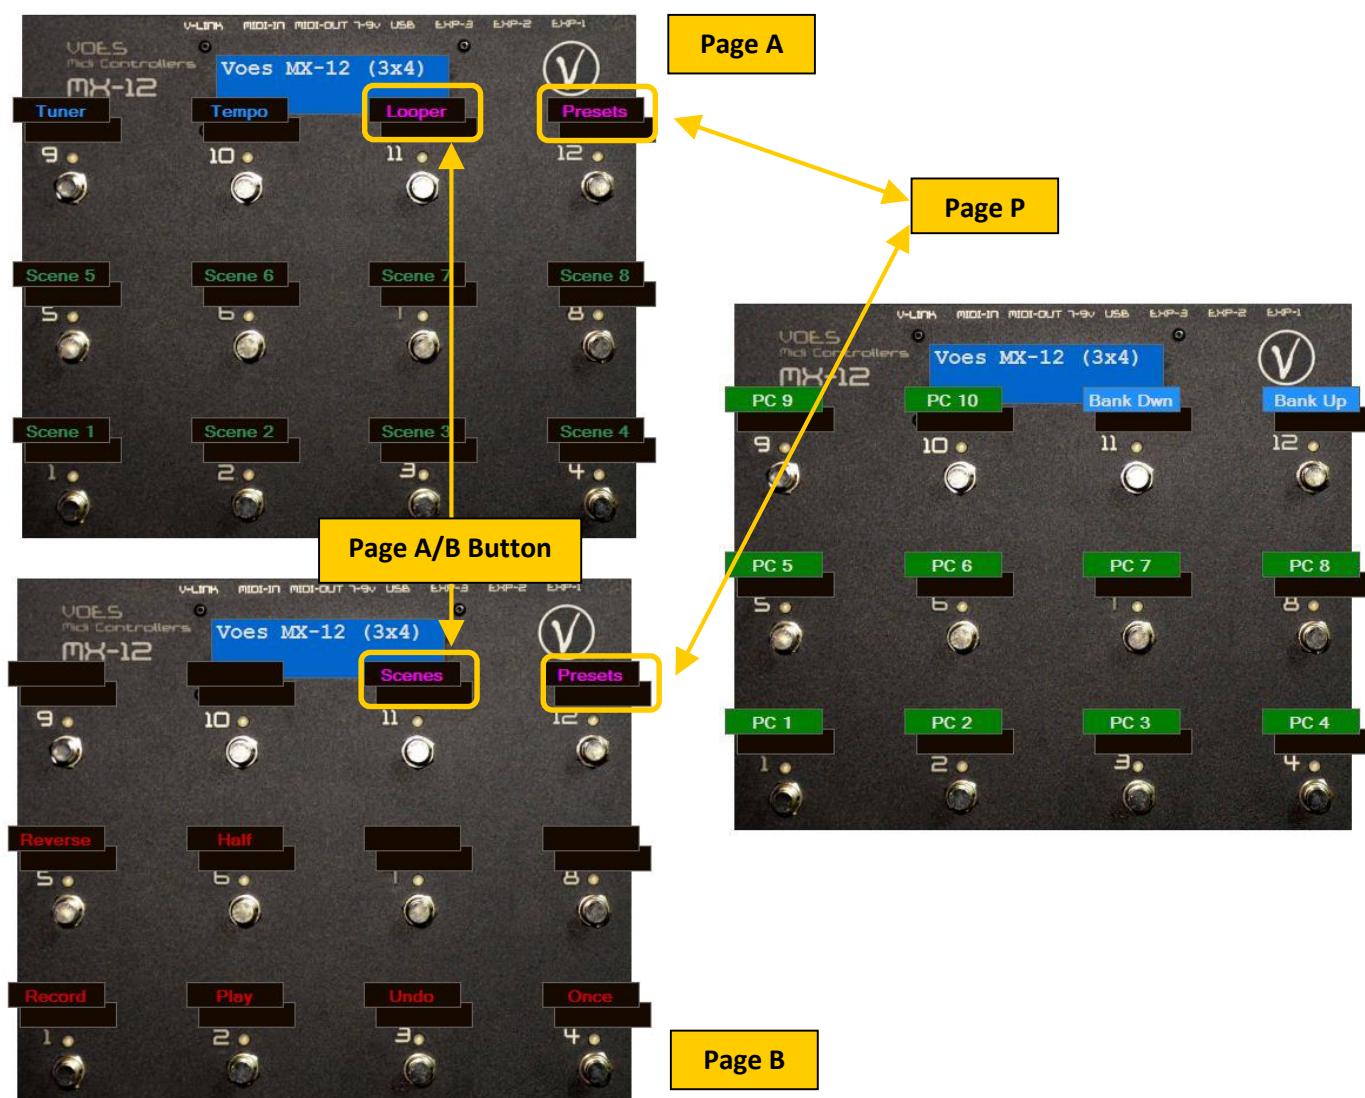 V-LINK MIDI-IN MIDI-OUT 7-9V USB EXP-3 EXP-2 EXP-1
VOES
Midi Controllers
MX-12
Voes MX-12 (3x4)
V
Page A
Tuner Tempo Looper Presets
9 10 11 12
Scene 5 Scene 6 Scene 7 Scene 8
5 6 7 8
Scene 1 Scene 2 Scene 3 Scene 4
1 2 3 4
Page P
Page A/B Button
V-LINK MIDI-IN MIDI-OUT 7-9V USB EXP-3 EXP-2 EXP-1
VOES
Midi Controllers
MX-12
Voes MX-12 (3x4)
V
PC 9 PC 10 Bank Dwn Bank Up
9 10 11 12
PC 5 PC 6 PC 7 PC 8
5 6 7 8
PC 1 PC 2 PC 3 PC 4
1 2 3 4
V-LINK MIDI-IN MIDI-OUT 7-9V USB EXP-3 EXP-2 EXP-1
VOES
Midi Controllers
MX-12
Voes MX-12 (3x4)
V
Scenes Presets
9 10 11 12
Reverse Half
5 6 7 8
Record Play Undo Once
1 2 3 4
Page B